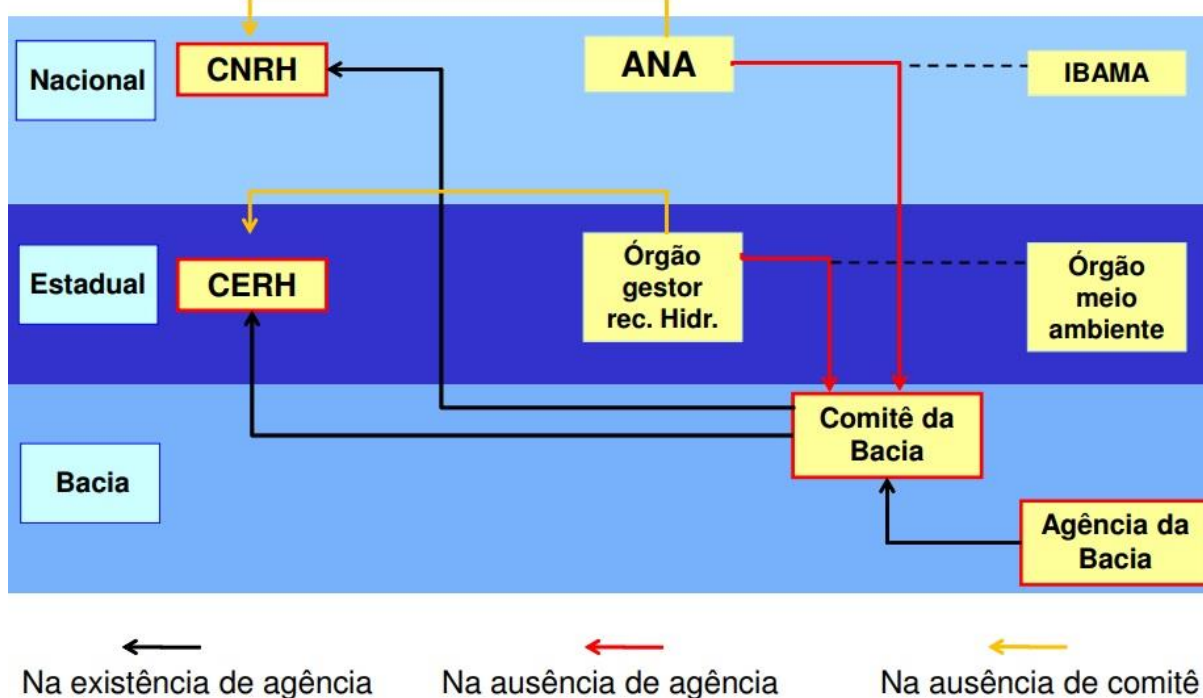 Nacional
CNRH
ANA
IBAMA
Estadual
CERH
Órgão
gestor
rec. Hidr.
Órgão
meio
ambiente
Bacia
Comitê da
Bacia
Agência da
Bacia
Na existência de agência
Na ausência de agência
Na ausência de comitê